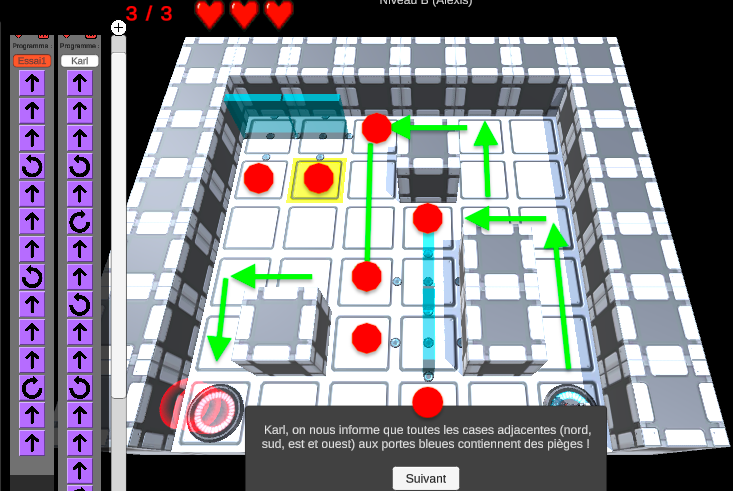 Niveau B (Alexis)
3 / 3
Programme :
Programme :
Essai1
Karl
Karl, on nous informe que toutes les cases adjacentes (nord,
sud, est et ouest) aux portes bleues contiennent des pièges !
Suivant